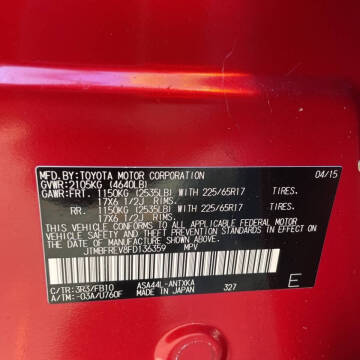 MFD. BY:TOYOTA MOTOR CORPORATION 04/15
GVWR:2105KG (4640LB)
GAWR:FRT. 1150KG (2535LB) WITH 225/65R17 TIRES,
17X6 1/2J RIMS.
RR. 1150KG (2535LB) WITH 225/65R17 TIRES,
17X6 1/2J RIMS.
THIS VEHICLE CONFORMS TO ALL APPLICABLE FEDERAL MOTOR
VEHICLE SAFETY, BUMPER, AND THEFT PREVENTION STANDARDS IN
EFFECT ON THE DATE OF MANUFACTURE SHOWN ABOVE.
JTMBFREV8FD136359 MPV
C/TR:3R3/FB10 ASA44L-ANTXKA
A/TM:-03A/U760F MADE IN JAPAN 327 E